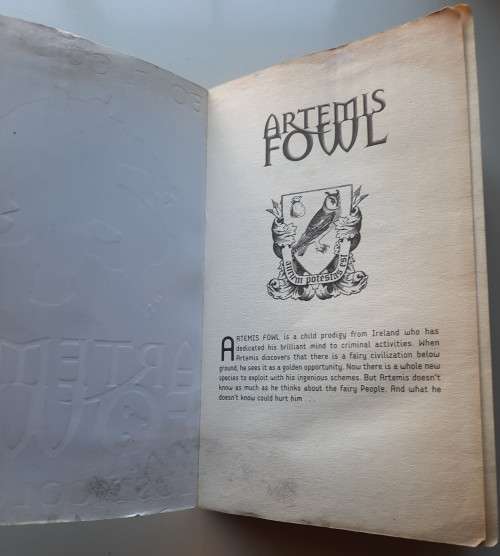 ARTEMIS
FOWL
aurum potestas est
ARTEMIS FOWL is a child prodigy from Ireland who has
dedicated his brilliant mind to criminal activities. When
Artemis discovers that there is a fairy civilization below
ground, he sees it as a golden opportunity. Now there is a whole new
species to exploit with his ingenious schemes. But Artemis doesn't
know as much as he thinks about the fairy People. And what he
doesn't know could hurt him . . .